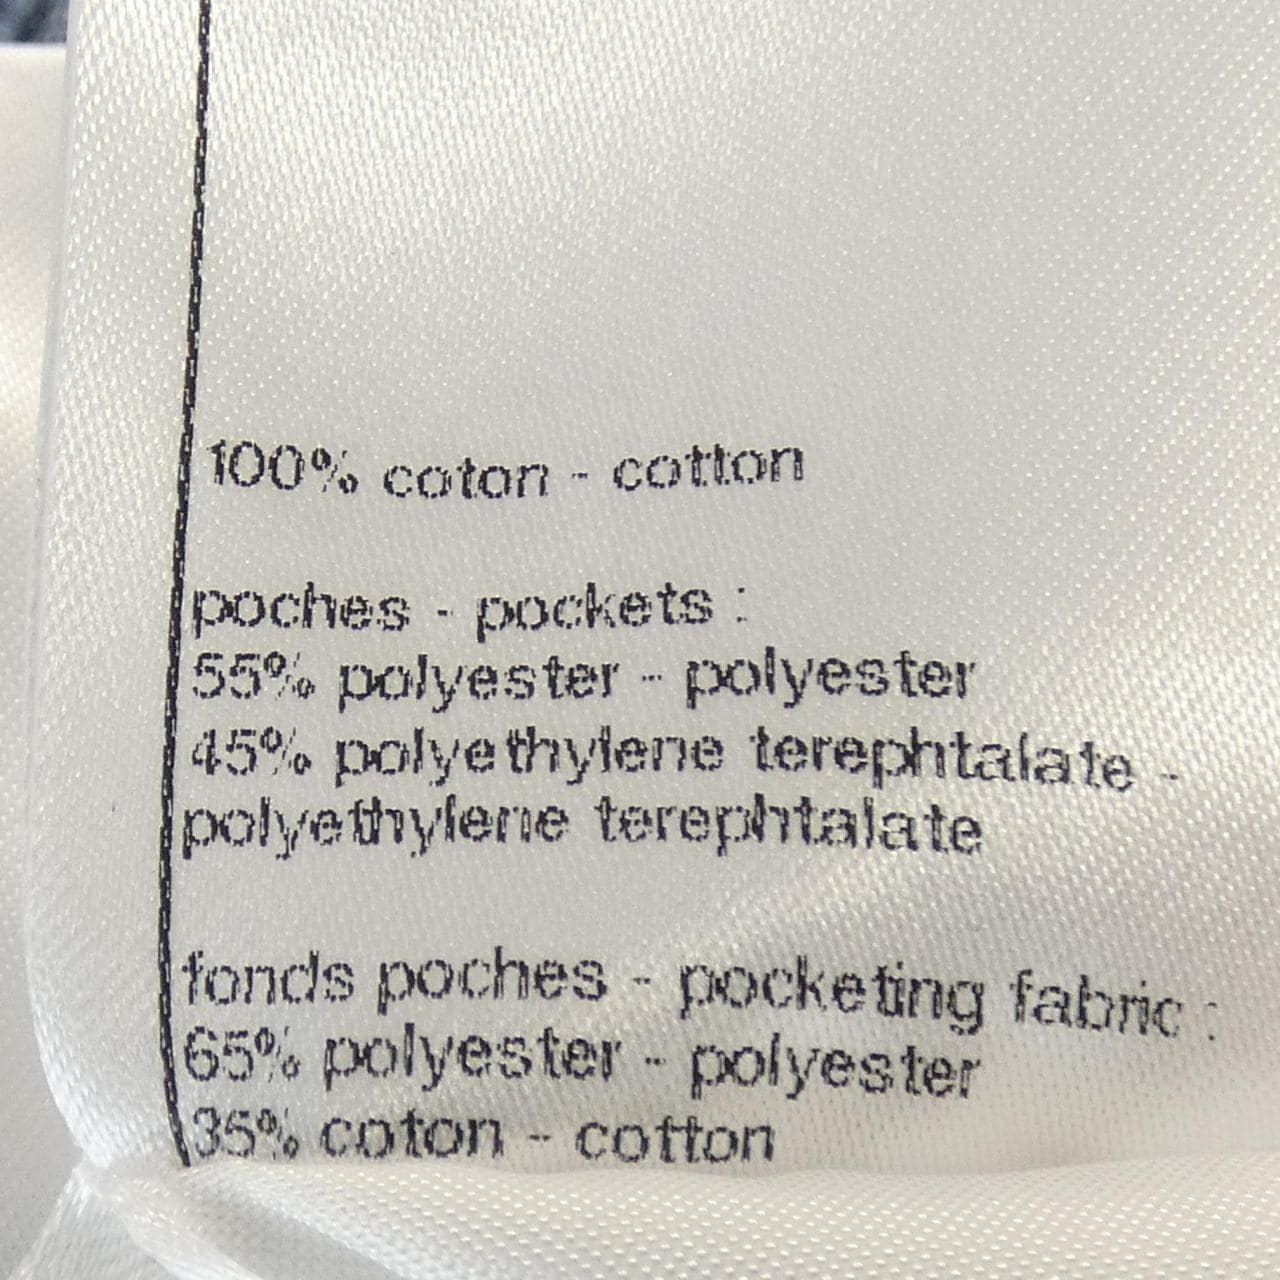 100% coton - cotton
poches - pockets :
55% polyester - polyester
45% polyethylene terephtalate -
polyethylene terephtalate
fonds poches - pocketing fabric :
65% polyester - polyester
35% coton - cotton